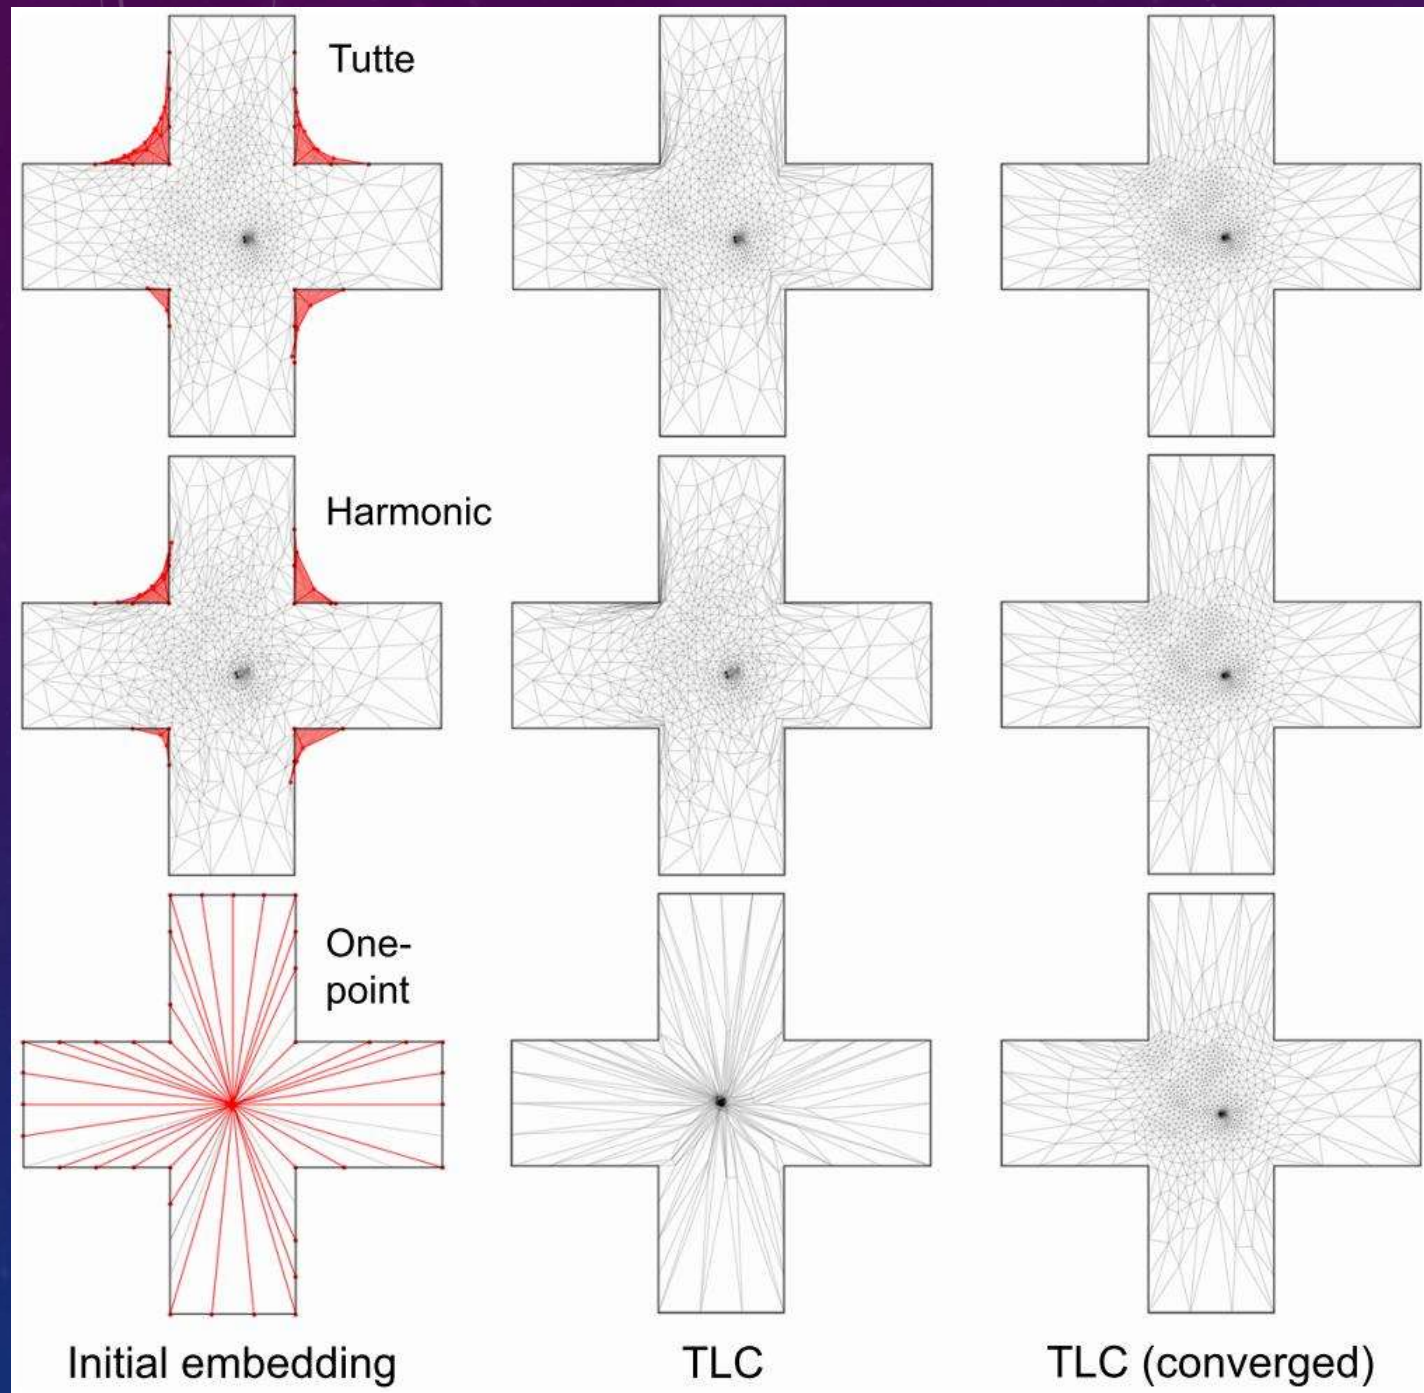 Tutte
Harmonic
One-
point
Initial embedding
TLC
TLC (converged)